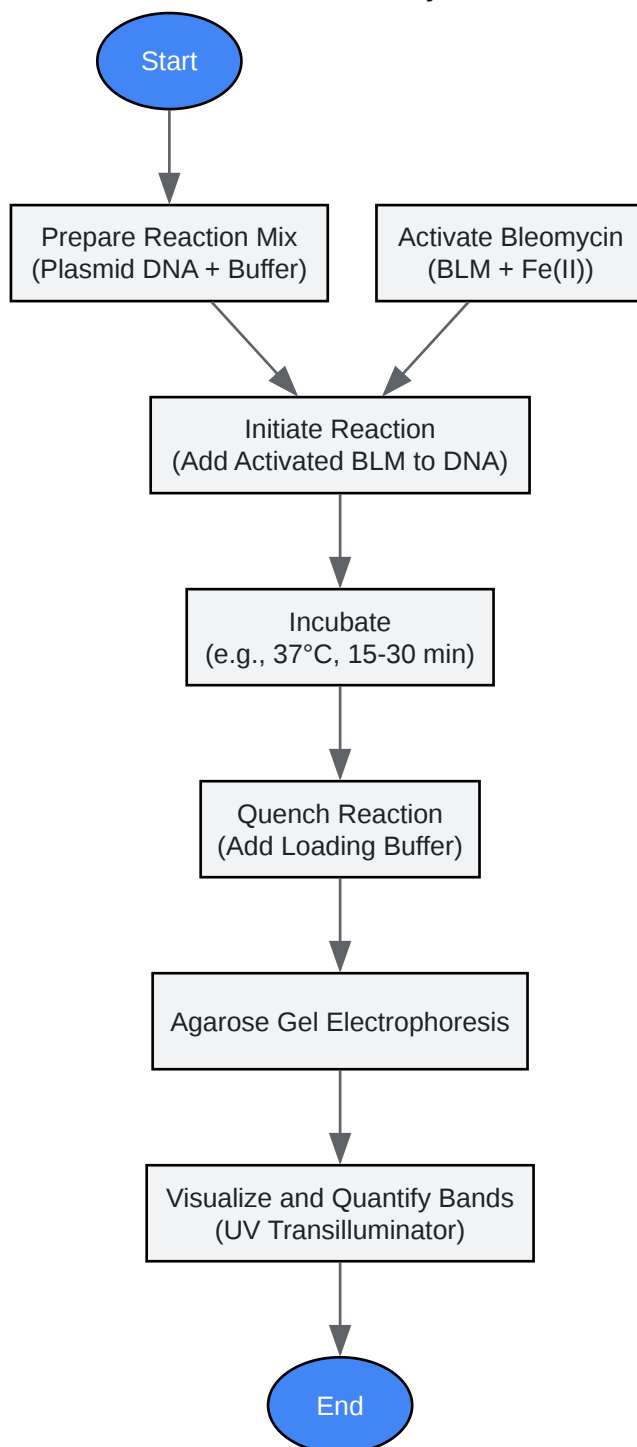 Start
Prepare Reaction Mix
(Plasmid DNA + Buffer)
Activate Bleomycin
(BLM + Fe(II))
Initiate Reaction
(Add Activated BLM to DNA)
Incubate
(e.g., 37°C, 15-30 min)
Quench Reaction
(Add Loading Buffer)
Agarose Gel Electrophoresis
Visualize and Quantify Bands
(UV Transilluminator)
End